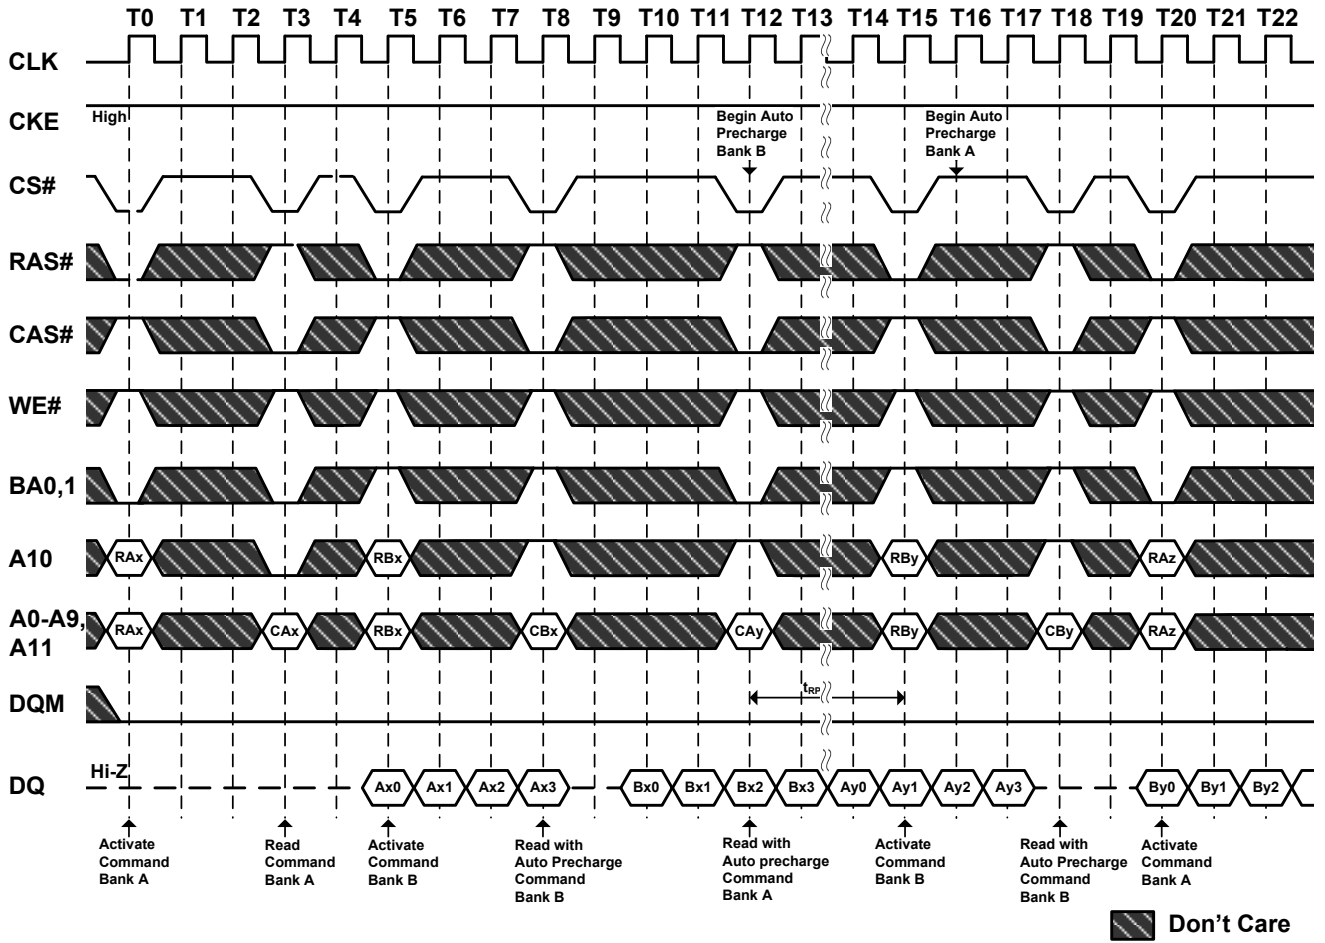 T0 T1 T2 T3 T4 T5 T6 T7 T8 T9 T10 T11 T12 T13 T14 T15 T16 T17 T18 T19 T20 T21 T22
CLK
CKE
High
Begin Auto
Precharge
Bank B
Begin Auto
Precharge
Bank A
CS#
RAS#
CAS#
WE#
BA0,1
A10
RAx RBx RBy RAz
A0-A9,
A11
RAx CAx RBx CBx CAy RBy CBy RAz
DQM
tRP
DQ
Hi-Z
Ax0 Ax1 Ax2 Ax3 Bx0 Bx1 Bx2 Bx3 Ay0 Ay1 Ay2 Ay3 By0 By1 By2
Activate
Command
Bank A
Read
Command
Bank A
Activate
Command
Bank B
Read with
Auto Precharge
Command
Bank B
Read with
Auto precharge
Command
Bank A
Activate
Command
Bank B
Read with
Auto Precharge
Command
Bank B
Activate
Command
Bank A
Don't Care